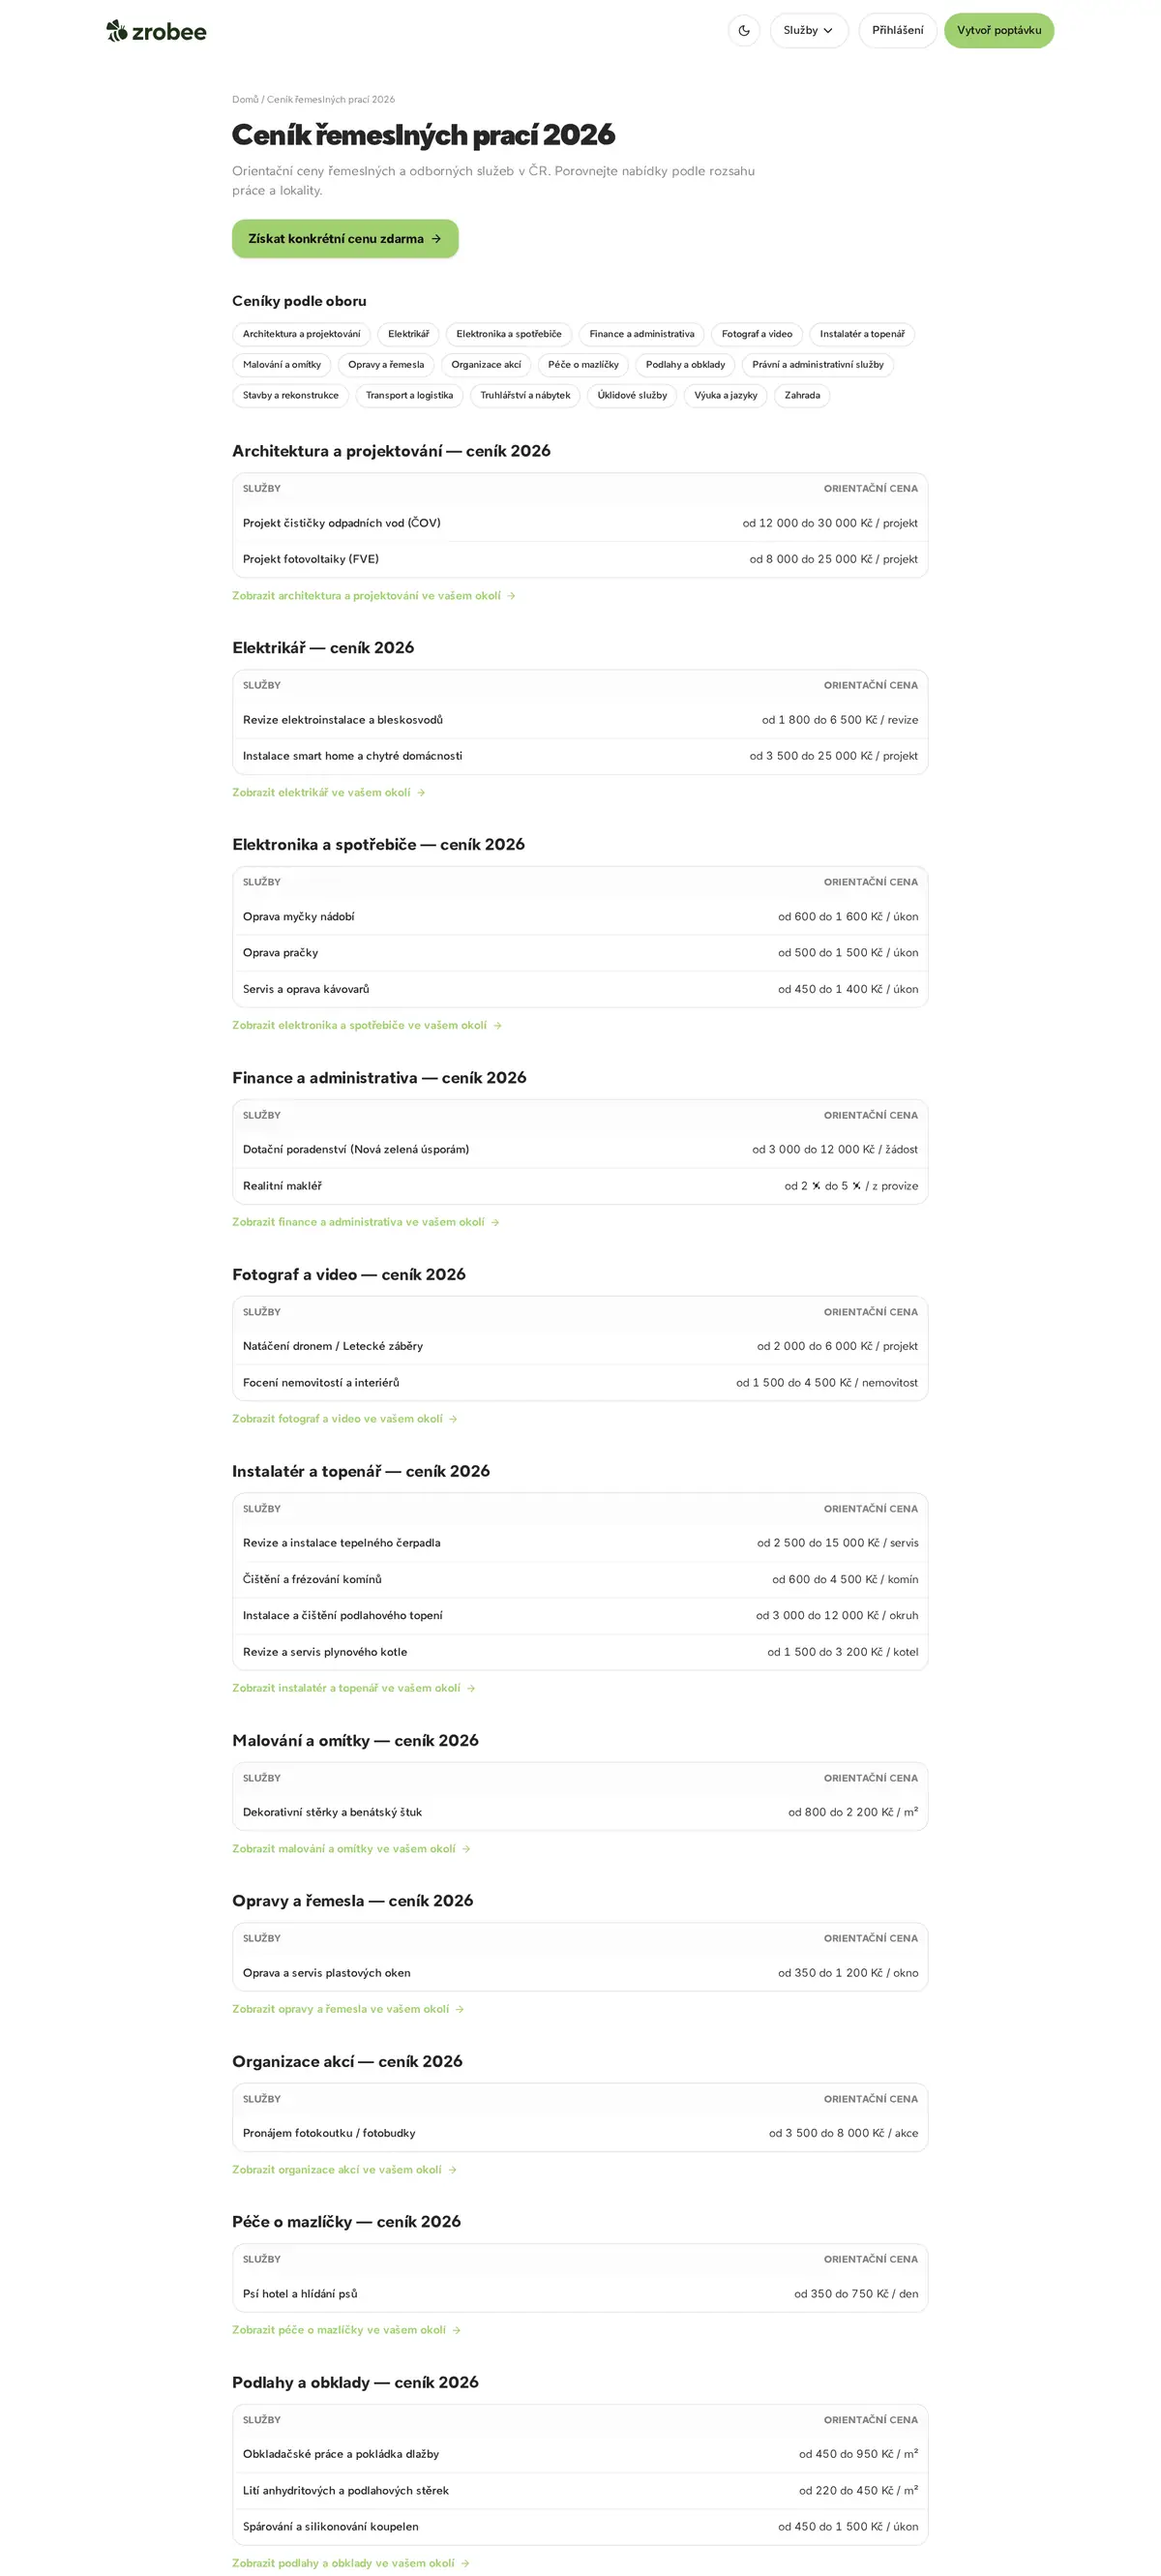 zrobee
Služby
Přihlášení
Vytvoř poptávku
Domů / Ceník řemeslných prací 2026
Ceník řemeslných prací 2026
Orientační ceny řemeslných a odborných služeb v ČR. Porovnejte nabídky podle rozsahu
práce a lokality.
Získat konkrétní cenu zdarma →
Ceníky podle oboru
Architektura a projektování Elektrikář Elektronika a spotřebiče Finance a administrativa Fotograf a video Instalatér a topenář
Malování a omítky Opravy a řemesla Organizace akcí Péče o mazlíčky Podlahy a obklady Právní a administrativní služby
Stavby a rekonstrukce Transport a logistika Truhlářství a nábytek Úklidové služby Výuka a jazyky Zahrada
Architektura a projektování — ceník 2026
SLUŽBY ORIENTAČNÍ CENA
Projekt čističky odpadních vod (ČOV) od 12 000 do 30 000 Kč / projekt
Projekt fotovoltaiky (FVE) od 8 000 do 25 000 Kč / projekt
Zobrazit architektura a projektování ve vašem okolí →
Elektrikář — ceník 2026
SLUŽBY ORIENTAČNÍ CENA
Revize elektroinstalace a bleskosvodů od 1 800 do 6 500 Kč / revize
Instalace smart home a chytré domácnosti od 3 500 do 25 000 Kč / projekt
Zobrazit elektrikář ve vašem okolí →
Elektronika a spotřebiče — ceník 2026
SLUŽBY ORIENTAČNÍ CENA
Oprava myčky nádobí od 600 do 1 600 Kč / úkon
Oprava pračky od 500 do 1 500 Kč / úkon
Servis a oprava kávovarů od 450 do 1 400 Kč / úkon
Zobrazit elektronika a spotřebiče ve vašem okolí →
Finance a administrativa — ceník 2026
SLUŽBY ORIENTAČNÍ CENA
Dotační poradenství (Nová zelená úsporám) od 3 000 do 12 000 Kč / žádost
Realitní makléř od 2 % do 5 % / z provize
Zobrazit finance a administrativa ve vašem okolí →
Fotograf a video — ceník 2026
SLUŽBY ORIENTAČNÍ CENA
Natáčení dronem / Letecké záběry od 2 000 do 6 000 Kč / projekt
Focení nemovitostí a interiérů od 1 500 do 4 500 Kč / nemovitost
Zobrazit fotograf a video ve vašem okolí →
Instalatér a topenář — ceník 2026
SLUŽBY ORIENTAČNÍ CENA
Revize a instalace tepelného čerpadla od 2 500 do 15 000 Kč / servis
Čištění a frézování komínů od 600 do 4 500 Kč / komín
Instalace a čištění podlahového topení od 3 000 do 12 000 Kč / okruh
Revize a servis plynového kotle od 1 500 do 3 200 Kč / kotel
Zobrazit instalatér a topenář ve vašem okolí →
Malování a omítky — ceník 2026
SLUŽBY ORIENTAČNÍ CENA
Dekorativní stěrky a benátský štuk od 800 do 2 200 Kč / m²
Zobrazit malování a omítky ve vašem okolí →
Opravy a řemesla — ceník 2026
SLUŽBY ORIENTAČNÍ CENA
Oprava a servis plastových oken od 350 do 1 200 Kč / okno
Zobrazit opravy a řemesla ve vašem okolí →
Organizace akcí — ceník 2026
SLUŽBY ORIENTAČNÍ CENA
Pronájem fotokoutku / fotobudky od 3 500 do 8 000 Kč / akce
Zobrazit organizace akcí ve vašem okolí →
Péče o mazlíčky — ceník 2026
SLUŽBY ORIENTAČNÍ CENA
Psí hotel a hlídání psů od 350 do 750 Kč / den
Zobrazit péče o mazlíčky ve vašem okolí →
Podlahy a obklady — ceník 2026
SLUŽBY ORIENTAČNÍ CENA
Obkladačské práce a pokládka dlažby od 450 do 950 Kč / m²
Lití anhydritových a podlahových stěrek od 220 do 450 Kč / m²
Spárování a silikonování koupelen od 450 do 1 500 Kč / úkon
Zobrazit podlahy a obklady ve vašem okolí →